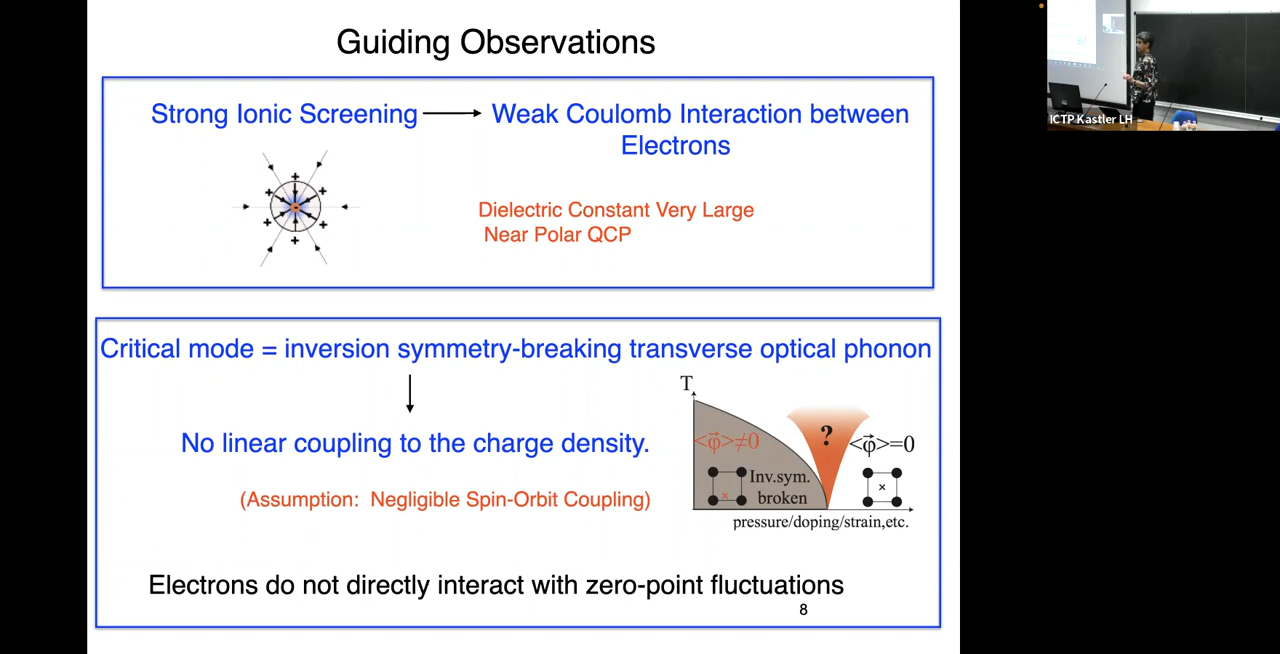 Guiding Observations
Strong Ionic Screening
Weak Coulomb Interaction between
Electrons
+
+ +
+ +
+
Dielectric Constant Very Large
Near Polar QCP
Critical mode = inversion symmetry-breaking transverse optical phonon
No linear coupling to the charge density.
(Assumption: Negligible Spin-Orbit Coupling)
T
<φ⃗>≠0
?
<φ⃗>=0
Inv.sym.
broken
×
×
pressure/doping/strain,etc.
Electrons do not directly interact with zero-point fluctuations
8
ICTP Kastler LH